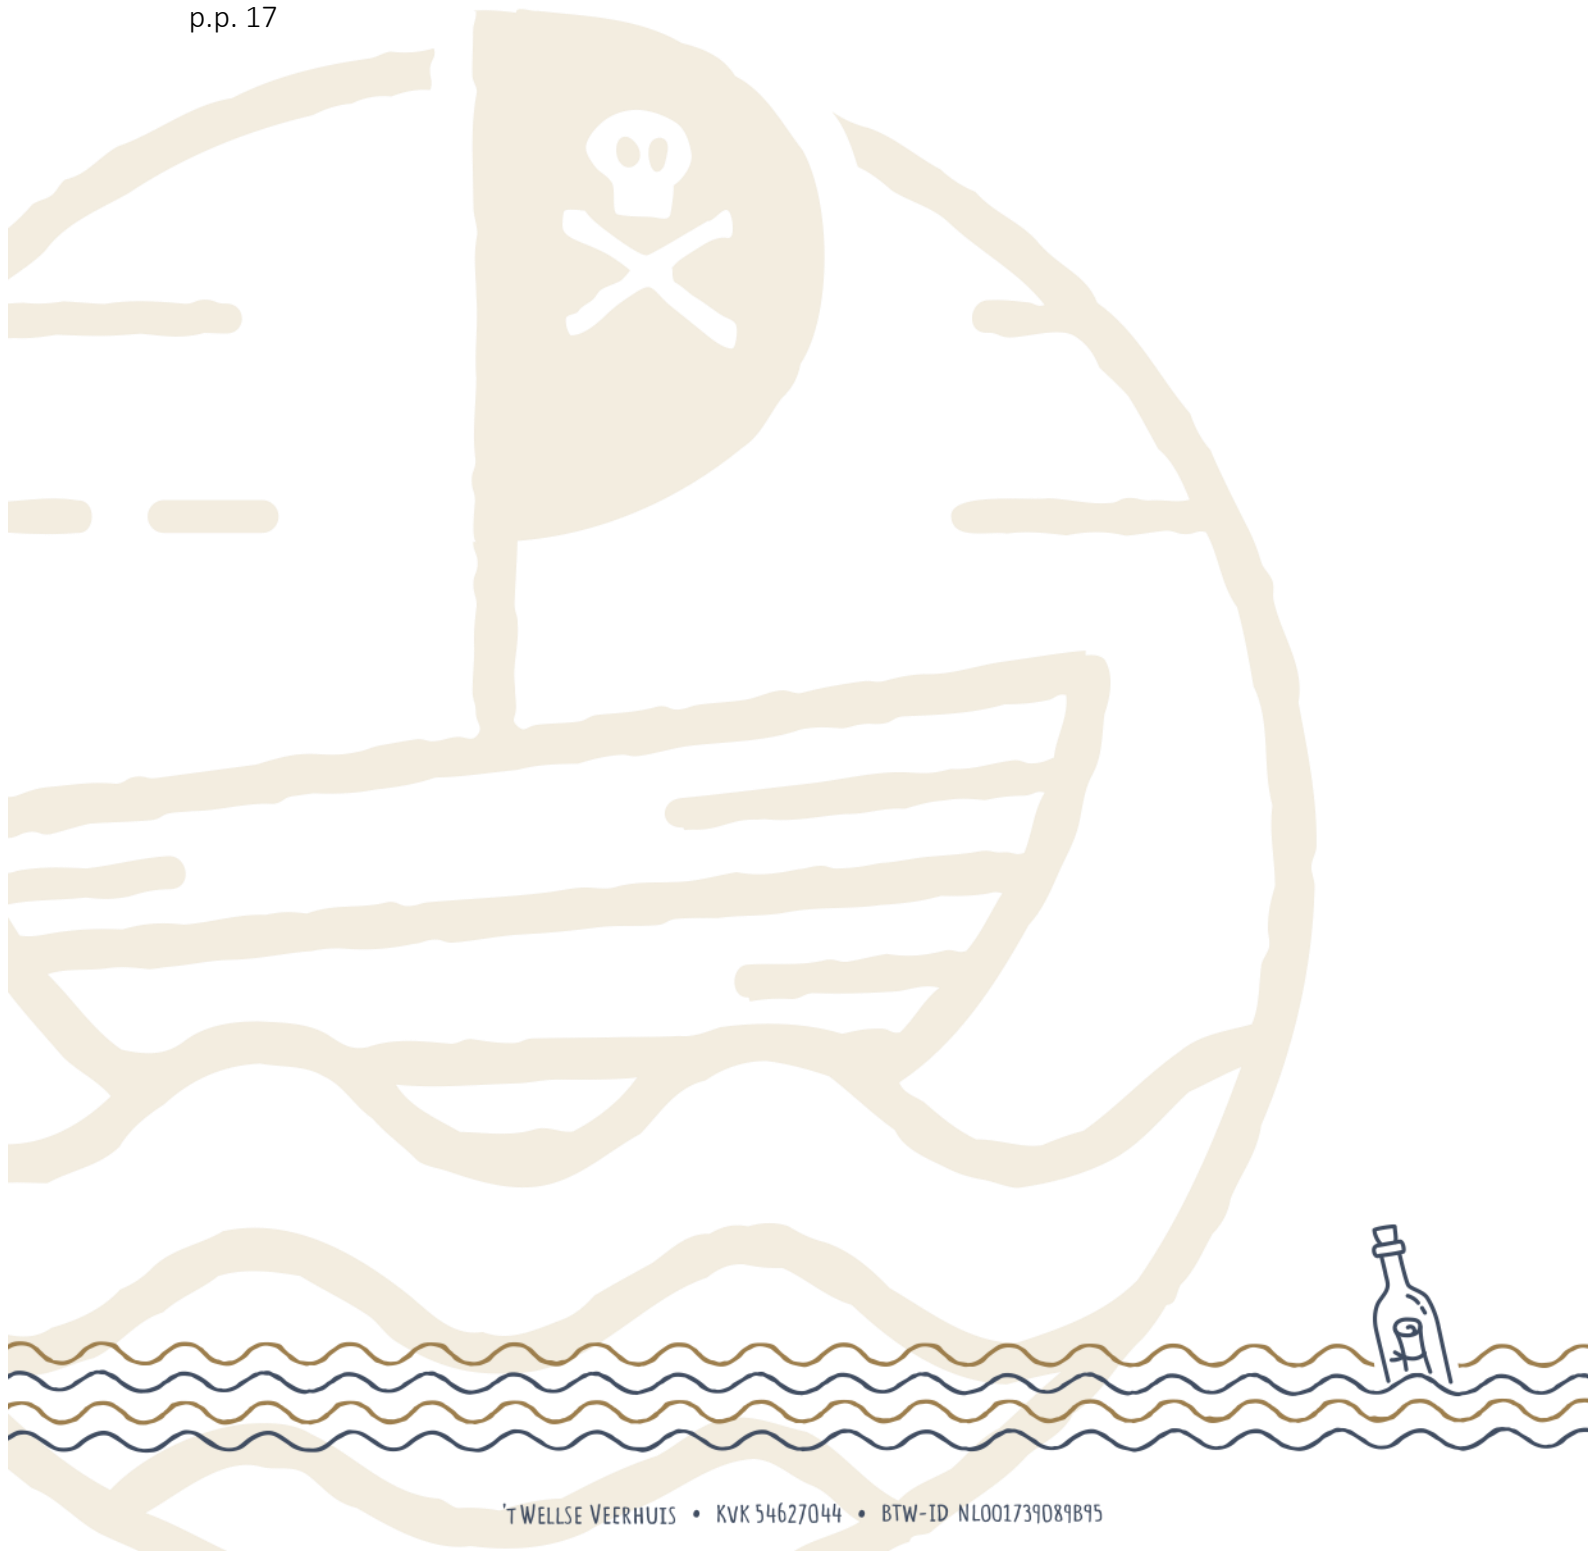 p.p. 17
'T WELLSE VEERHUIS • KVK 54627044 • BTW-ID NL001739089B95